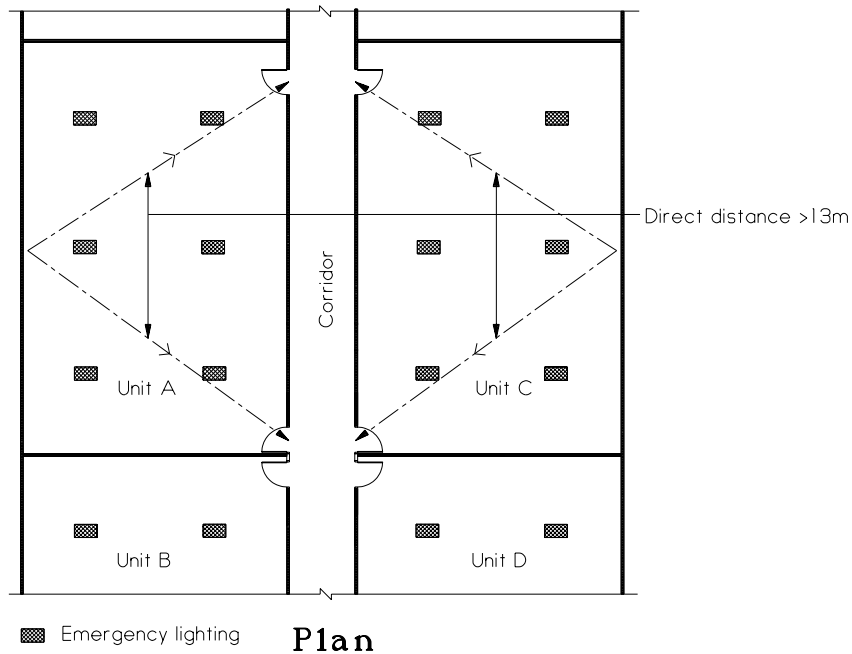 Direct distance >13m
Corridor
Unit A
Unit C
Unit B
Unit D
Emergency lighting
Plan